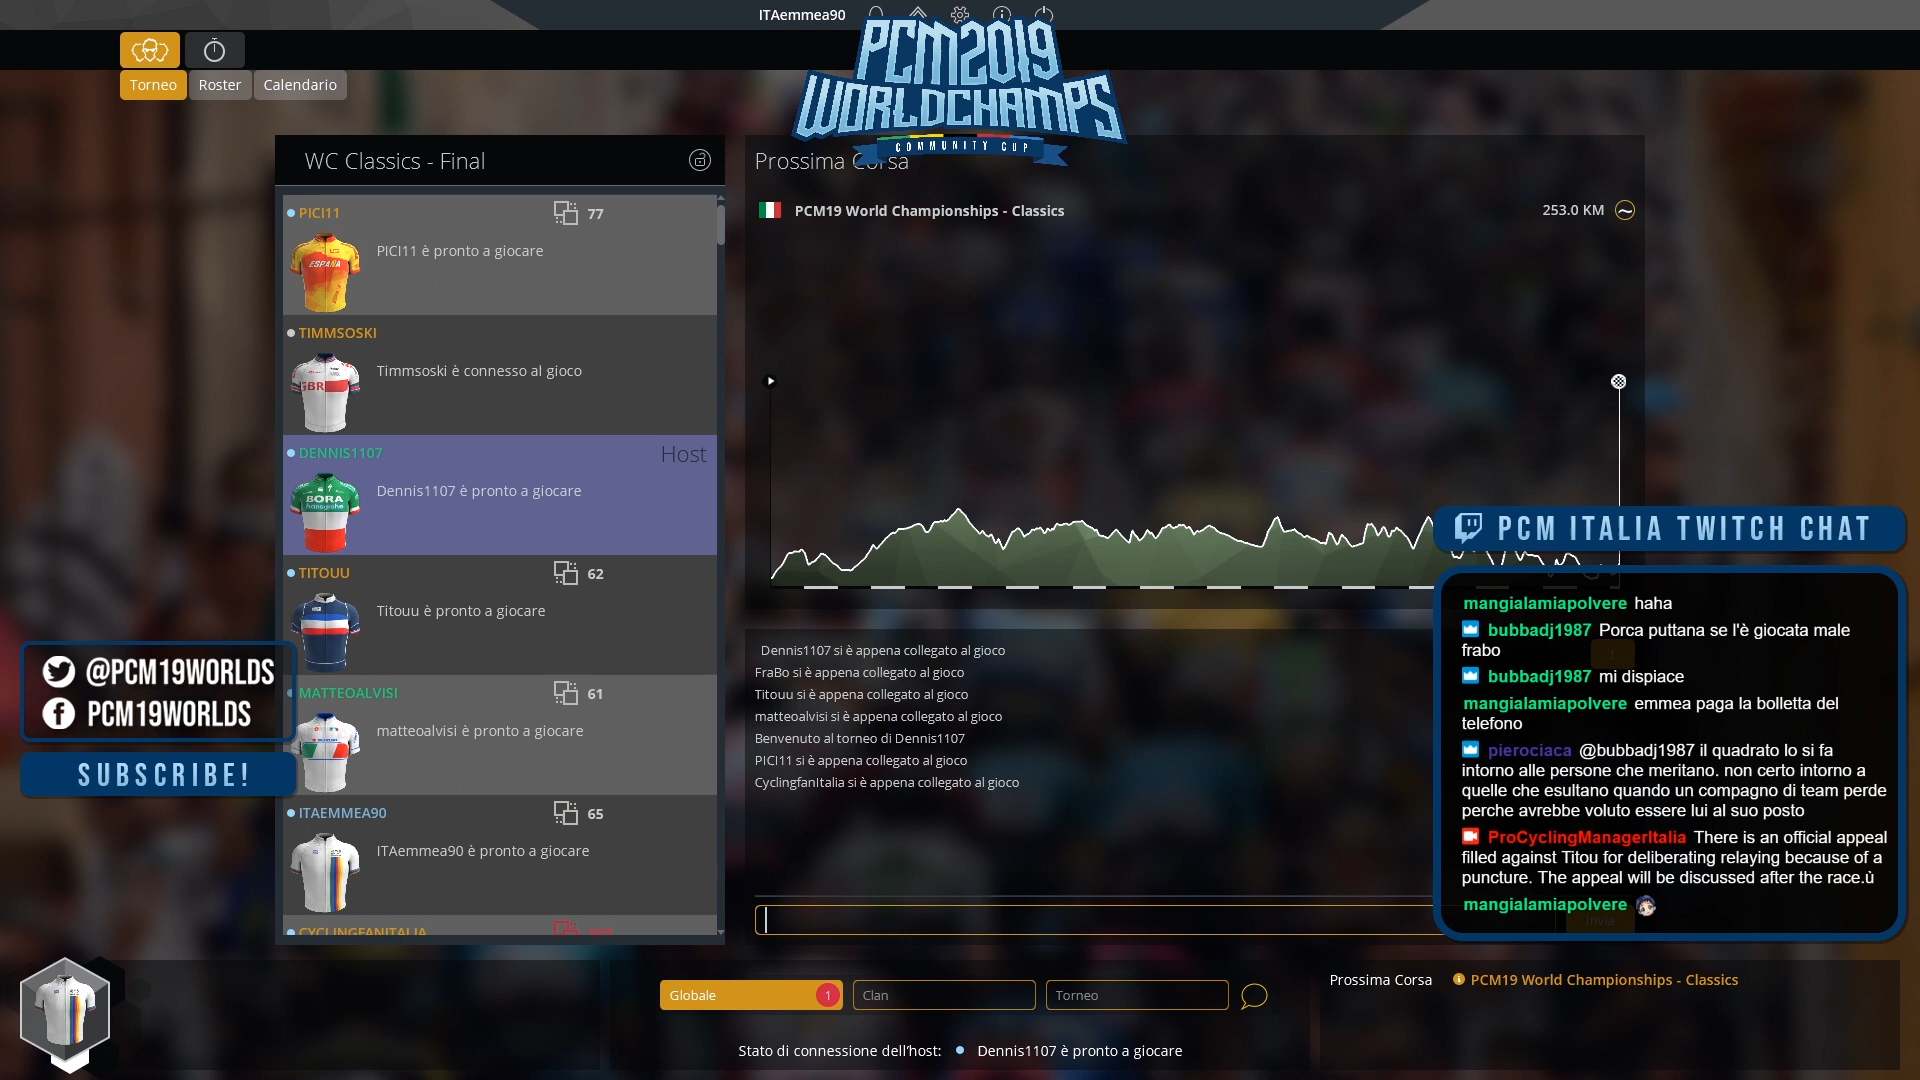 ITAemmea90
PCM2019
WORLDCHAMPS
COMMUNITY CUP
Torneo
Roster
Calendario
WC Classics - Final
PICI11
77
PICI11 è pronto a giocare
ESPAÑA
TIMMSOSKI
Timmsoski è connesso al gioco
GBR
DENNIS1107
Host
Dennis1107 è pronto a giocare
BORA
hansgrohe
TITOUU
62
Titouu è pronto a giocare
MATTEOALVISI
61
matteoalvisi è pronto a giocare
ITAEMMEA90
65
ITAemmea90 è pronto a giocare
CYCLINGFANITALIA
@PCM19WORLDS
PCM19WORLDS
SUBSCRIBE!
Prossima Corsa
PCM19 World Championships - Classics
253.0 KM
Dennis1107 si è appena collegato al gioco
FraBo si è appena collegato al gioco
Titouu si è appena collegato al gioco
matteoalvisi si è appena collegato al gioco
Benvenuto al torneo di Dennis1107
PICI11 si è appena collegato al gioco
CyclingfanItalia si è appena collegato al gioco
Invia
PCM ITALIA TWITCH CHAT
mangialamiapolvere haha
bubbadj1987 Porca puttana se l'è giocata male
frabo
bubbadj1987 mi dispiace
mangialamiapolvere emmea paga la bolletta del
telefono
pierociaca @bubbadj1987 il quadrato lo si fa
intorno alle persone che meritano. non certo intorno a
quelle che esultano quando un compagno di team perde
perche avrebbe voluto essere lui al suo posto
ProCyclingManagerItalia There is an official appeal
filled against Titou for deliberating relaying because of a
puncture. The appeal will be discussed after the race.ù
mangialamiapolvere
Globale
1
Clan
Torneo
Stato di connessione dell'host:
Dennis1107 è pronto a giocare
Prossima Corsa
PCM19 World Championships - Classics